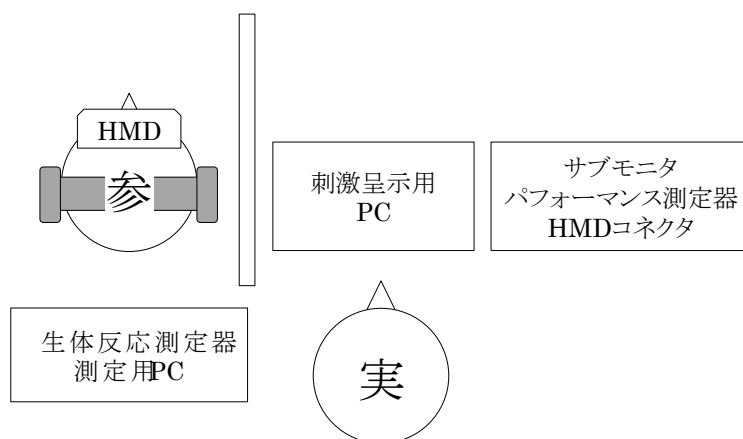 HMD
参
刺激呈示用
PC
サブモニタ
パフォーマンス測定器
HMDコネクタ
生体反応測定器
測定用PC
実